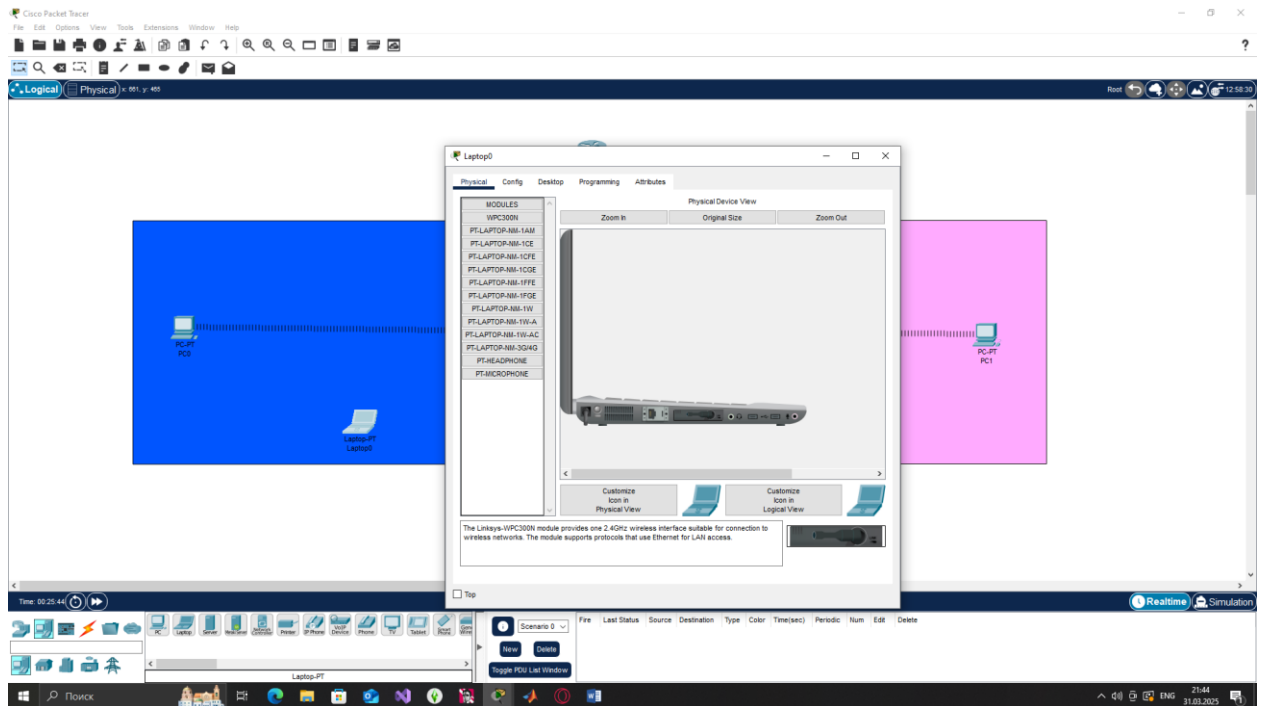 Cisco Packet Tracer
File Edit Options View Tools Extensions Window Help
?
Logical Physical x: 661, y: 465
Root 12:58:30
Laptop0
Physical Config Desktop Programming Attributes
MODULES
WPC300N
PT-LAPTOP-NM-1AM
PT-LAPTOP-NM-1CE
PT-LAPTOP-NM-1CFE
PT-LAPTOP-NM-1CGE
PT-LAPTOP-NM-1FFE
PT-LAPTOP-NM-1FGE
PT-LAPTOP-NM-1W
PT-LAPTOP-NM-1W-A
PT-LAPTOP-NM-1W-AC
PT-LAPTOP-NM-3G/4G
PT-HEADPHONE
PT-MICROPHONE
Physical Device View
Zoom In Original Size Zoom Out
PC-PT
PC0
Laptop-PT
Laptop0
PC-PT
PC1
Customize
Icon in
Physical View
Customize
Icon in
Logical View
The Linksys-WPC300N module provides one 2.4GHz wireless interface suitable for connection to
wireless networks. The module supports protocols that use Ethernet for LAN access.
Top
Time: 00:25:44
Realtime Simulation
PC Laptop Server Printer IP Phone VoIP Device Phone TV Tablet
Laptop-PT
Scenario 0
New Delete
Toggle PDU List Window
Fire Last Status Source Destination Type Color Time(sec) Periodic Num Edit Delete
Поиск
ENG
21:44
31.03.2025